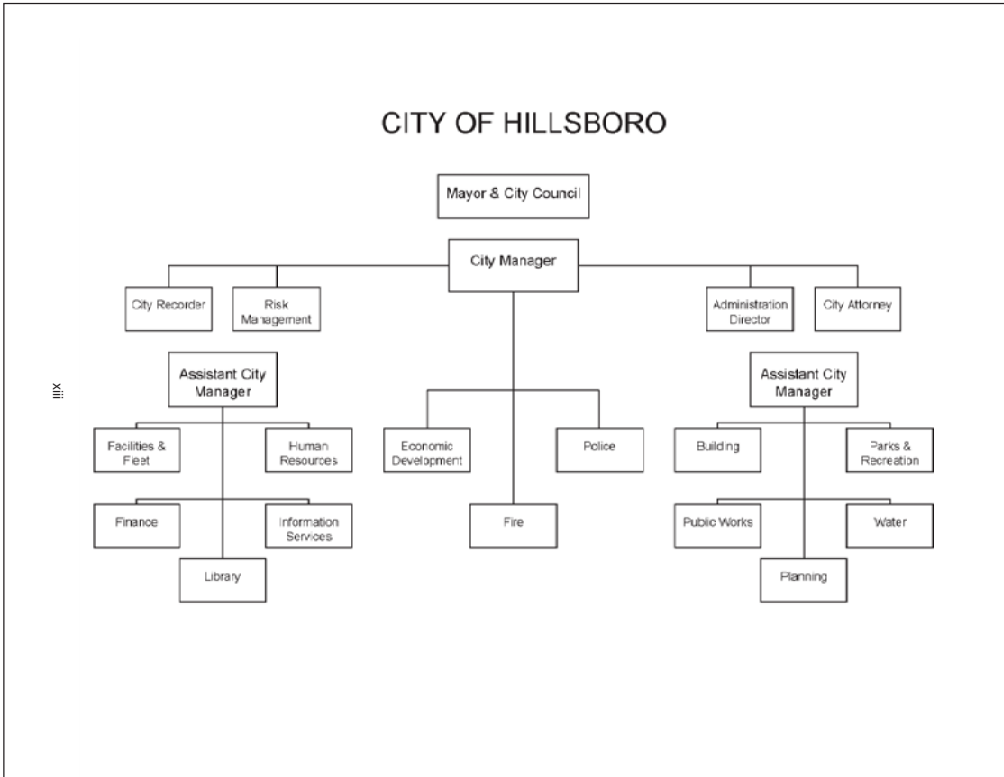 CITY OF HILLSBORO
Mayor & City Council
City Manager
City Recorder
Risk
Management
Administration
Director
City Attorney
Assistant City
Manager
Assistant City
Manager
Facilities &
Fleet
Human
Resources
Economic
Development
Police
Building
Parks &
Recreation
Finance
Information
Services
Fire
Public Works
Water
Library
Planning
xiii